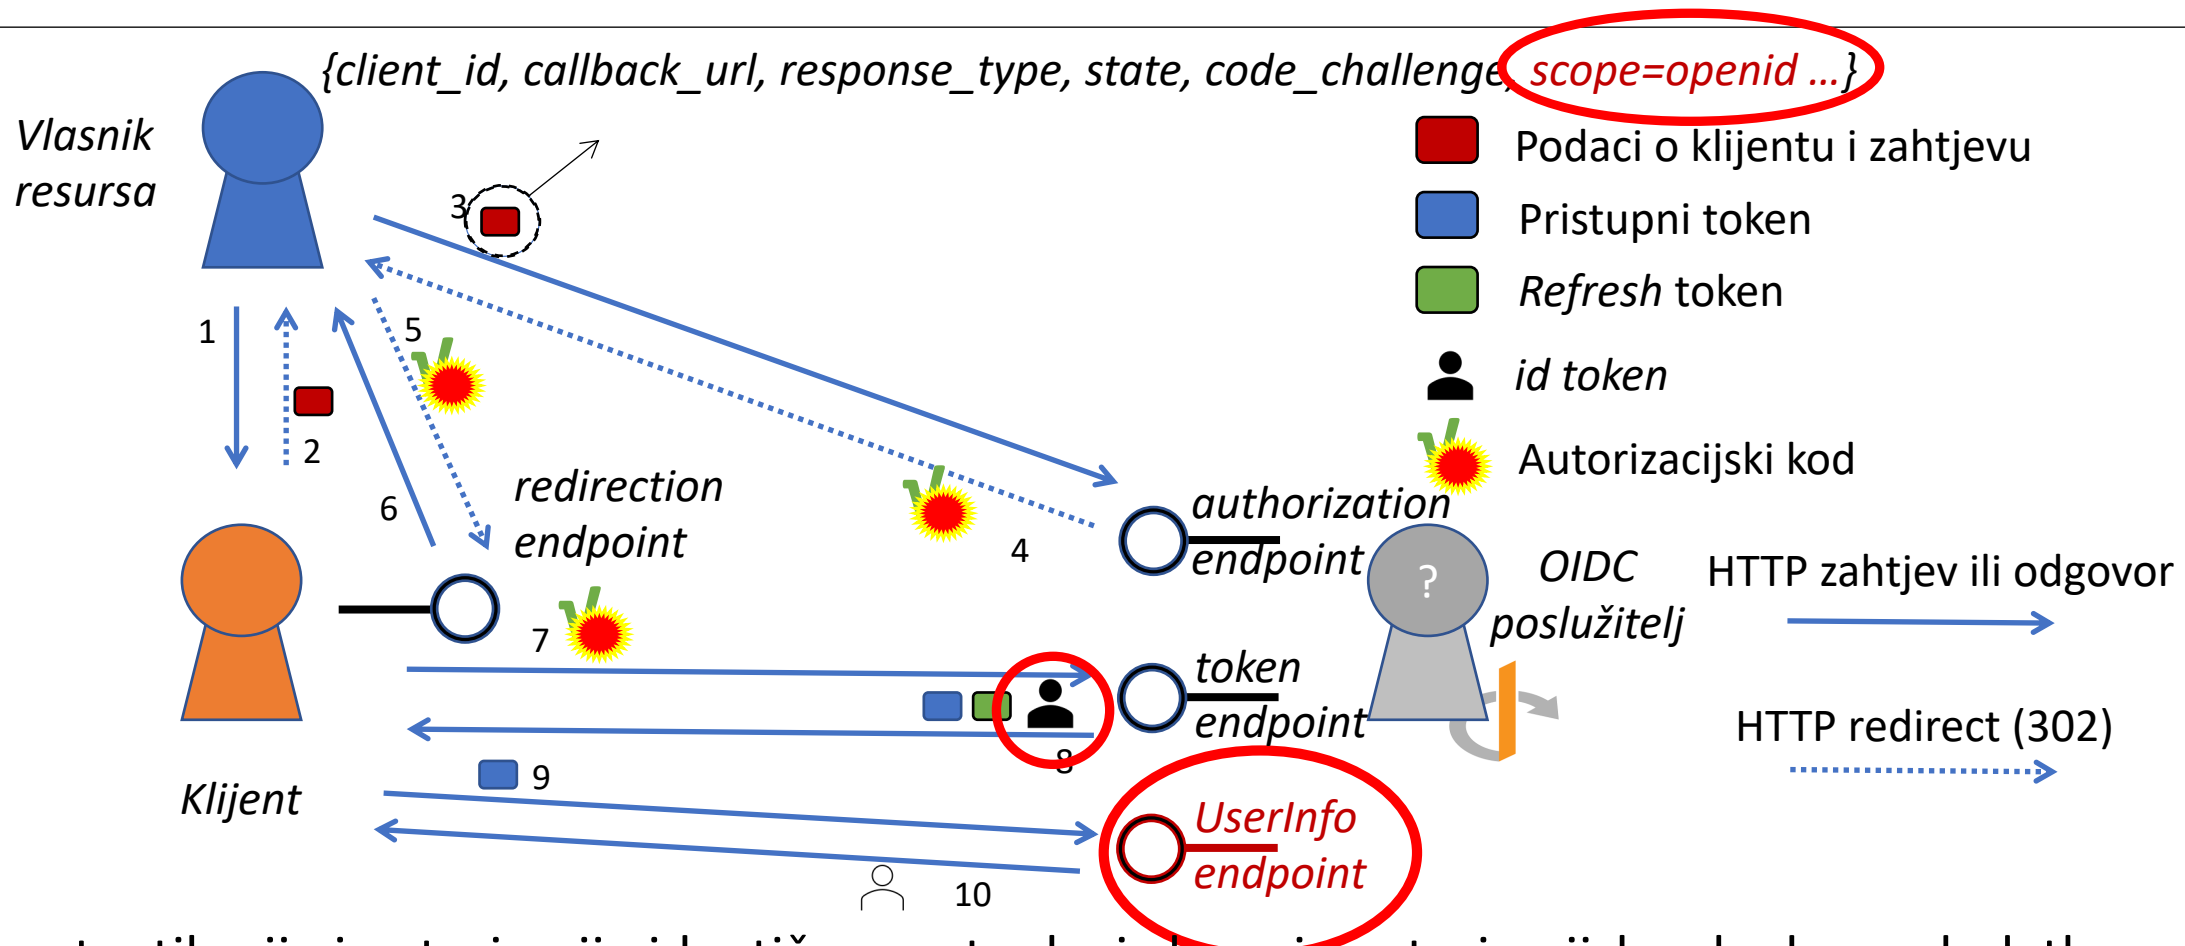 {client_id, callback_url, response_type, state, code_challenge, scope=openid ...}
Vlasnik
resursa
Podaci o klijentu i zahtjevu
Pristupni token
Refresh token
id token
Autorizacijski kod
3
1
2
5
6
4
redirection
endpoint
authorization
endpoint
?
OIDC
poslužitelj
HTTP zahtjev ili odgovor
HTTP redirect (302)
7
token
endpoint
8
Klijent
9
UserInfo
endpoint
10